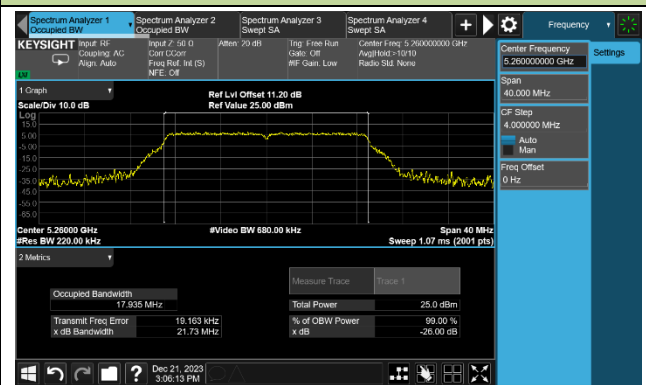 Spectrum Analyzer 1
Occupied BW
Spectrum Analyzer 2
Occupied BW
Spectrum Analyzer 3
Swept SA
Spectrum Analyzer 4
Swept SA
+
Frequency
KEYSIGHT
Input: RF
Coupling: AC
Align: Auto
Input Z: 50 Ω
Corr CCorr
Freq Ref: Int (S)
NFE: Off
Atten: 20 dB
Trig: Free Run
Gate: Off
#IF Gain: Low
Center Freq: 5.260000000 GHz
Avg|Hold:>10/10
Radio Std: None
LW
Center Frequency
5.260000000 GHz
Settings
Span
40.000 MHz
CF Step
4.000000 MHz
Auto
Man
Freq Offset
0 Hz
1 Graph
Scale/Div 10.0 dB
Ref Lvl Offset 11.20 dB
Ref Value 25.00 dBm
Log
15.0
5.00
-5.00
-15.0
-25.0
-35.0
-45.0
-55.0
-65.0
Center 5.26000 GHz
#Res BW 220.00 kHz
#Video BW 680.00 kHz
Span 40 MHz
Sweep 1.07 ms (2001 pts)
2 Metrics
Measure Trace
Trace 1
Occupied Bandwidth
17.935 MHz
Total Power
25.0 dBm
Transmit Freq Error
19.163 kHz
% of OBW Power
99.00 %
x dB Bandwidth
21.73 MHz
x dB
-26.00 dB
?
Dec 21, 2023
3:06:13 PM